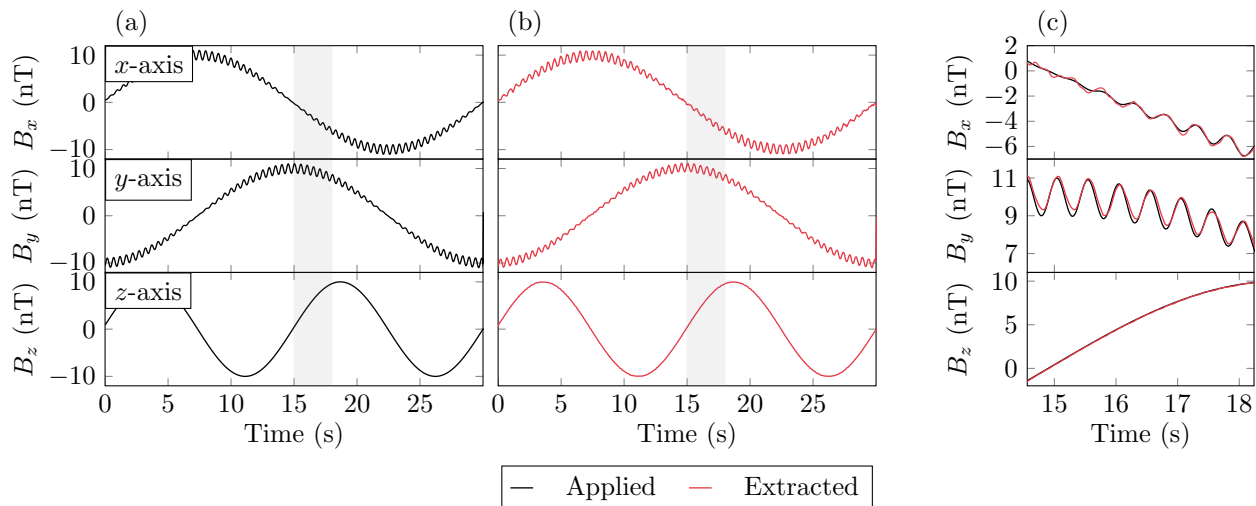 (a)
(b)
(c)
10
0
−10
B_x (nT)
x-axis
2
0
−2
−4
−6
B_x (nT)
10
0
−10
B_y (nT)
y-axis
11
9
7
B_y (nT)
10
0
−10
B_z (nT)
z-axis
10
5
0
B_z (nT)
0 5 10 15 20 25
0 5 10 15 20 25
15 16 17 18
Time (s)
Time (s)
Time (s)
Applied Extracted